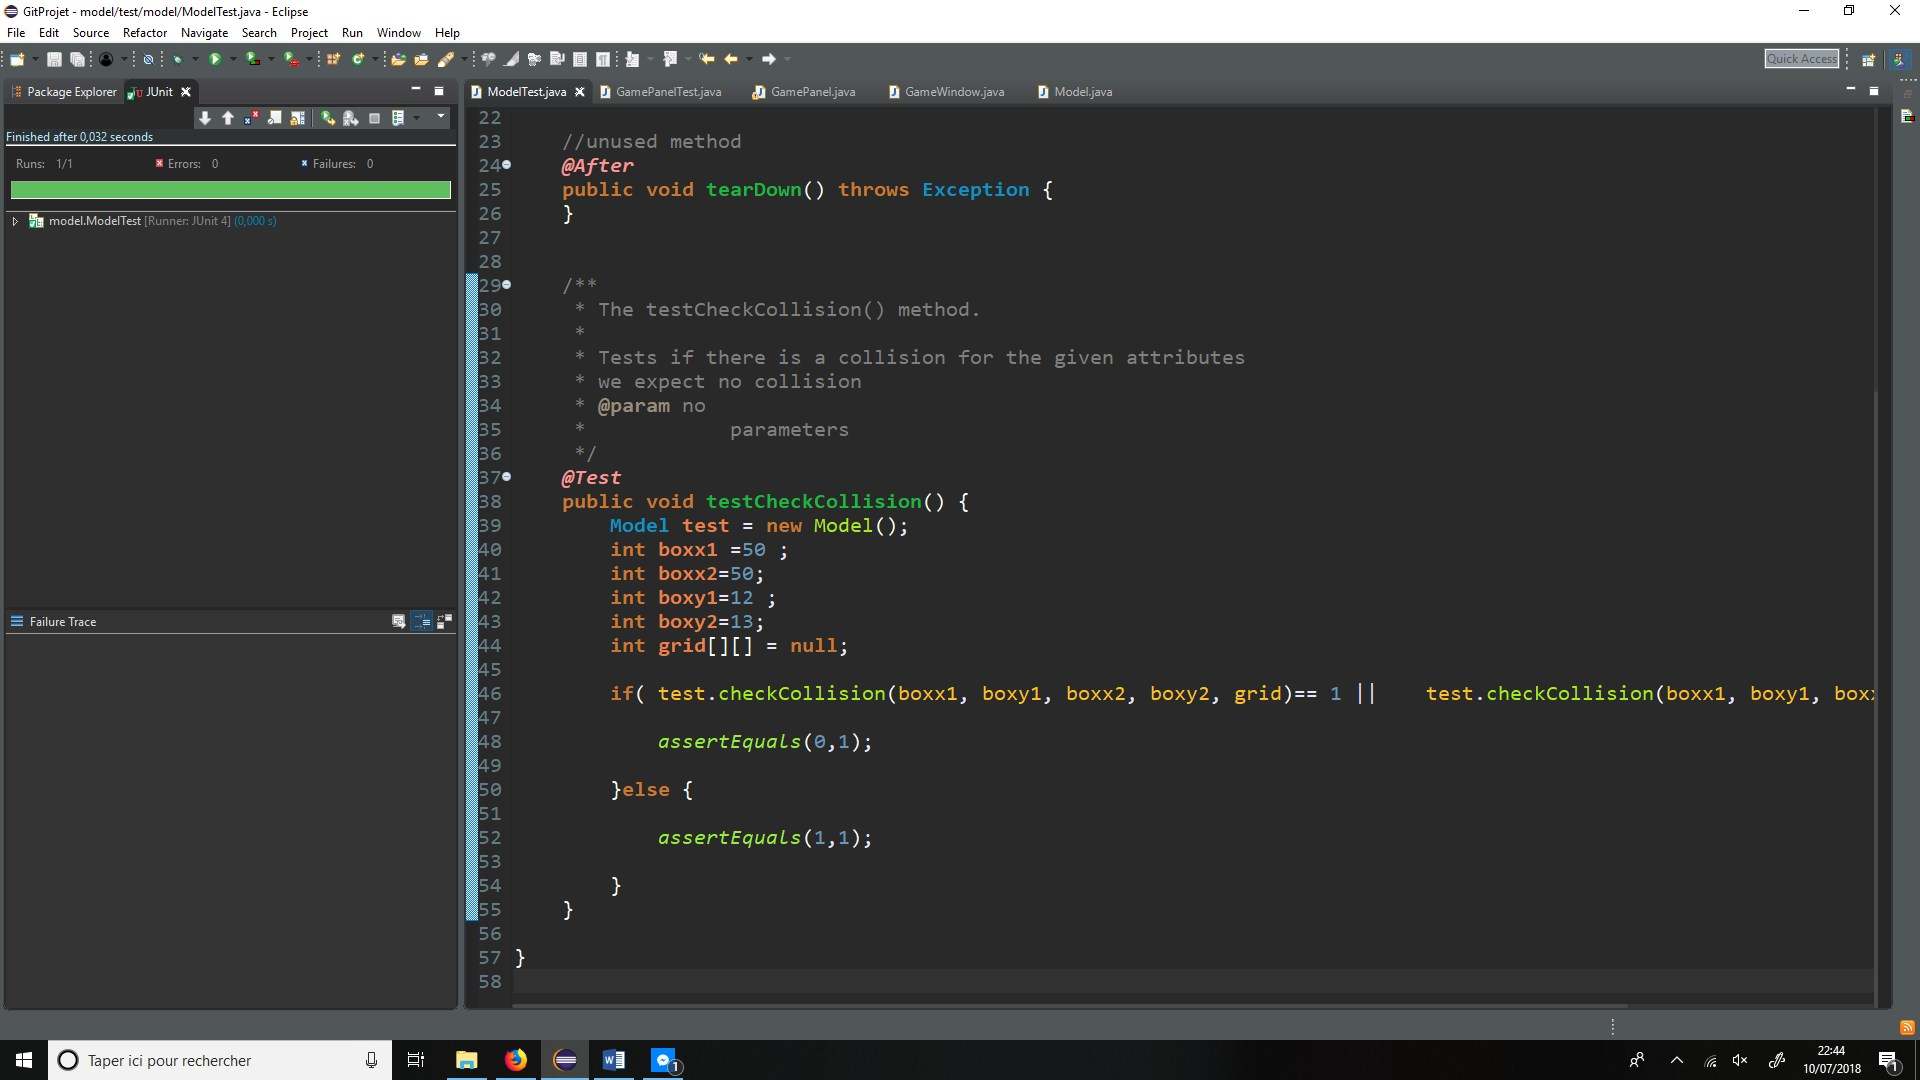 GitProjet - model/test/model/ModelTest.java - Eclipse
File Edit Source Refactor Navigate Search Project Run Window Help
Quick Access
Package Explorer JUnit
ModelTest.java GamePanelTest.java GamePanel.java GameWindow.java Model.java
Finished after 0,032 seconds
Runs: 1/1 Errors: 0 Failures: 0
model.ModelTest [Runner: JUnit 4] (0,000 s)
Failure Trace
22
23 //unused method
24 @After
25 public void tearDown() throws Exception {
26 }
27
28
29 /**
30 * The testCheckCollision() method.
31 *
32 * Tests if there is a collision for the given attributes
33 * we expect no collision
34 * @param no
35 * parameters
36 */
37 @Test
38 public void testCheckCollision() {
39 Model test = new Model();
40 int boxx1 =50 ;
41 int boxx2=50;
42 int boxy1=12 ;
43 int boxy2=13;
44 int grid[][] = null;
45
46 if( test.checkCollision(boxx1, boxy1, boxx2, boxy2, grid)== 1 || test.checkCollision(boxx1, boxy1, box
47
48 assertEquals(0,1);
49
50 }else {
51
52 assertEquals(1,1);
53
54 }
55 }
56
57 }
58
Taper ici pour rechercher
1
22:44
10/07/2018
1